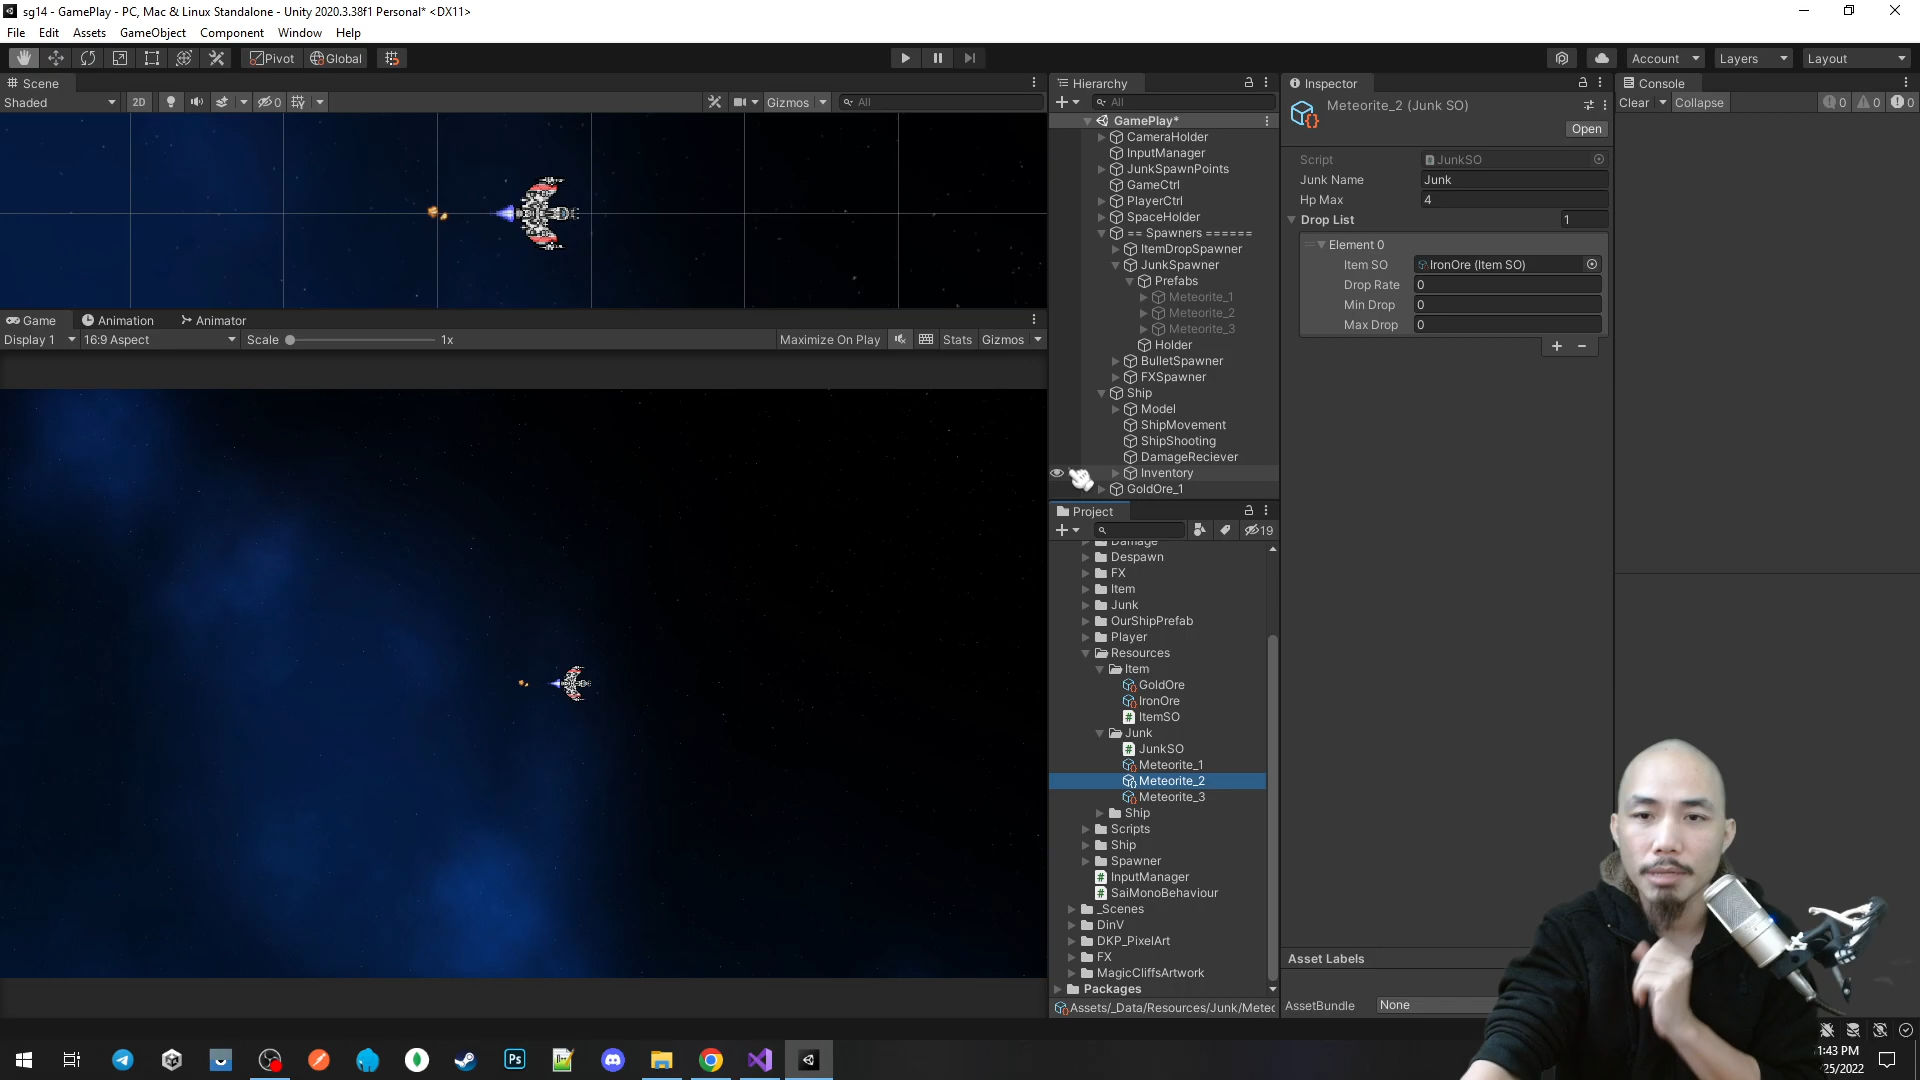 sg14 - GamePlay - PC, Mac & Linux Standalone - Unity 2020.3.38f1 Personal* <DX11>
File Edit Assets GameObject Component Window Help
Pivot Global Account Layers Layout
Scene
Shaded 2D 0 Gizmos All
Game Animation Animator
Display 1 16:9 Aspect Scale 1x Maximize On Play Stats Gizmos
Hierarchy
All
GamePlay*
CameraHolder
InputManager
JunkSpawnPoints
GameCtrl
PlayerCtrl
SpaceHolder
== Spawners ======
ItemDropSpawner
JunkSpawner
Prefabs
Meteorite_1
Meteorite_2
Meteorite_3
Holder
BulletSpawner
FXSpawner
Ship
Model
ShipMovement
ShipShooting
DamageReciever
Inventory
GoldOre_1
Project
19
Damage
Despawn
FX
Item
Junk
OurShipPrefab
Player
Resources
Item
GoldOre
IronOre
ItemSO
Junk
JunkSO
Meteorite_1
Meteorite_2
Meteorite_3
Ship
Scripts
Ship
Spawner
InputManager
SaiMonoBehaviour
_Scenes
DinV
DKP_PixelArt
FX
MagicCliffsArtwork
Packages
Assets/_Data/Resources/Junk/Metec
Inspector
Meteorite_2 (Junk SO)
Open
Script JunkSO
Junk Name Junk
Hp Max 4
Drop List 1
Element 0
Item SO IronOre (Item SO)
Drop Rate 0
Min Drop 0
Max Drop 0
Asset Labels
AssetBundle None
Console
Clear Collapse 0 0 0
Ps
1:43 PM
25/2022